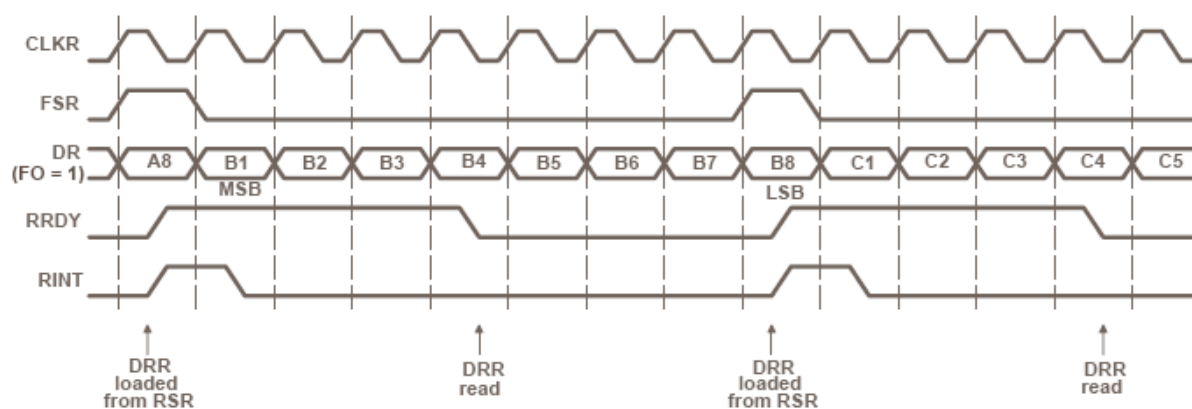 CLKR
FSR
DR
(FO = 1)
A8 B1 B2 B3 B4 B5 B6 B7 B8 C1 C2 C3 C4 C5
MSB LSB
RRDY
RINT
DRR
loaded
from RSR
DRR
read
DRR
loaded
from RSR
DRR
read